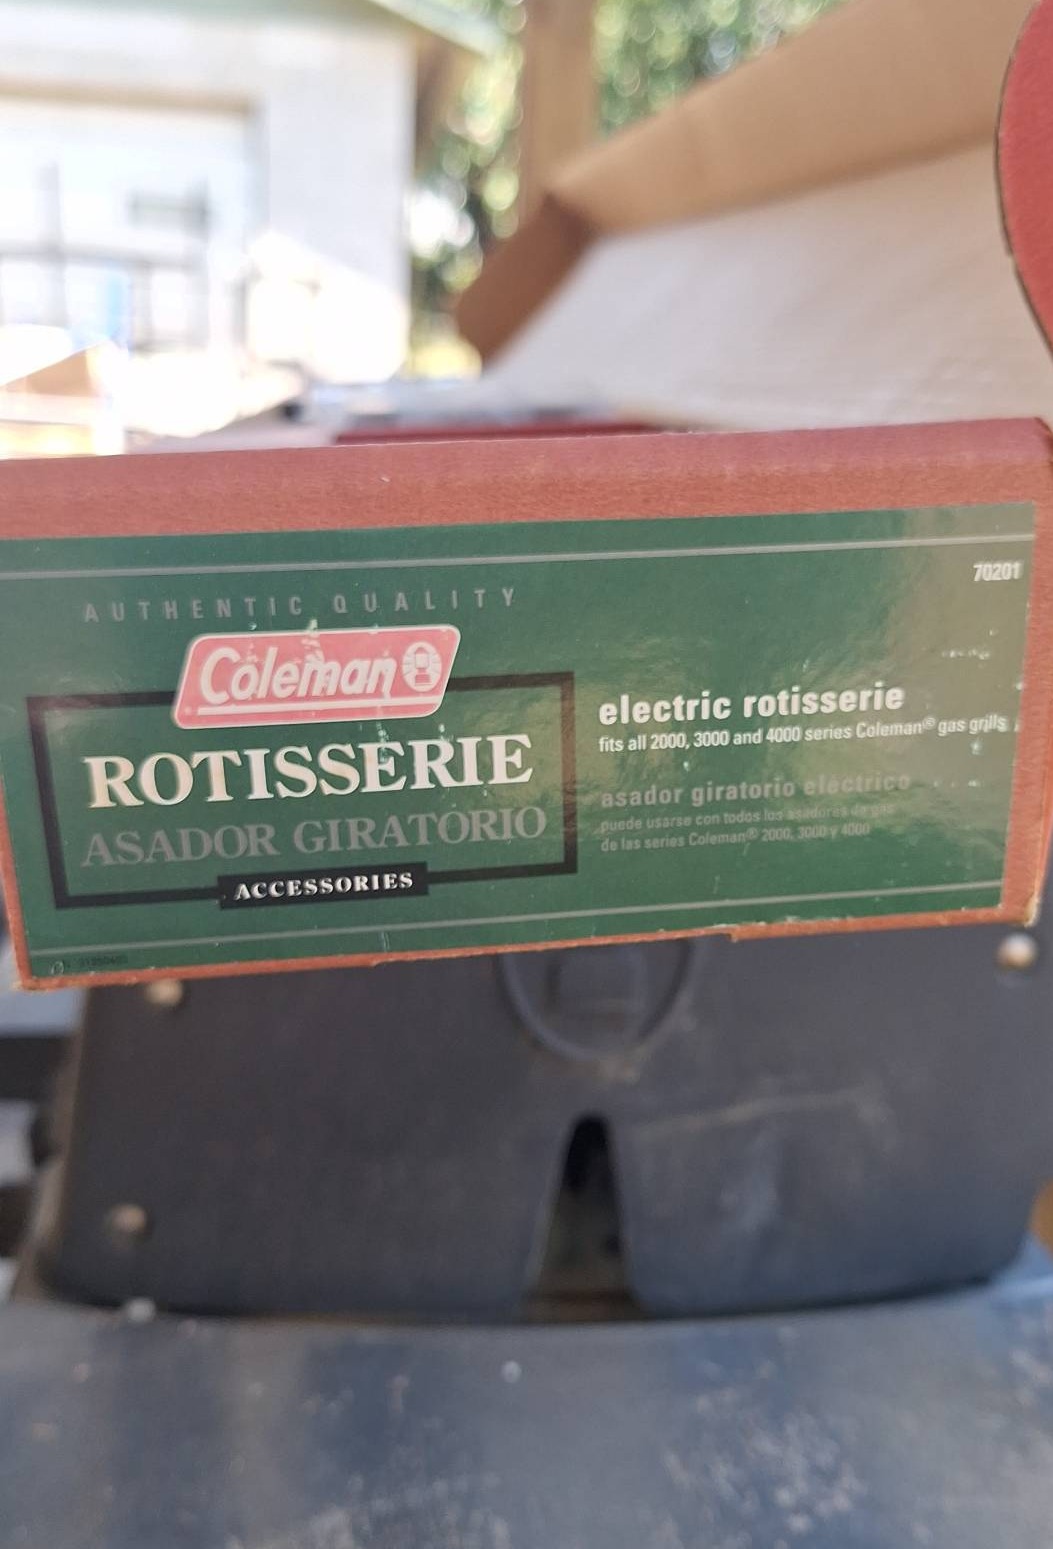 70201
AUTHENTIC QUALITY
Coleman
ROTISSERIE
ASADOR GIRATORIO
ACCESSORIES
electric rotisserie
fits all 2000, 3000 and 4000 series Coleman® gas grills
asador giratorio eléctrico
puede usarse con todos los asadores de gas
de las series Coleman® 2000, 3000 y 4000